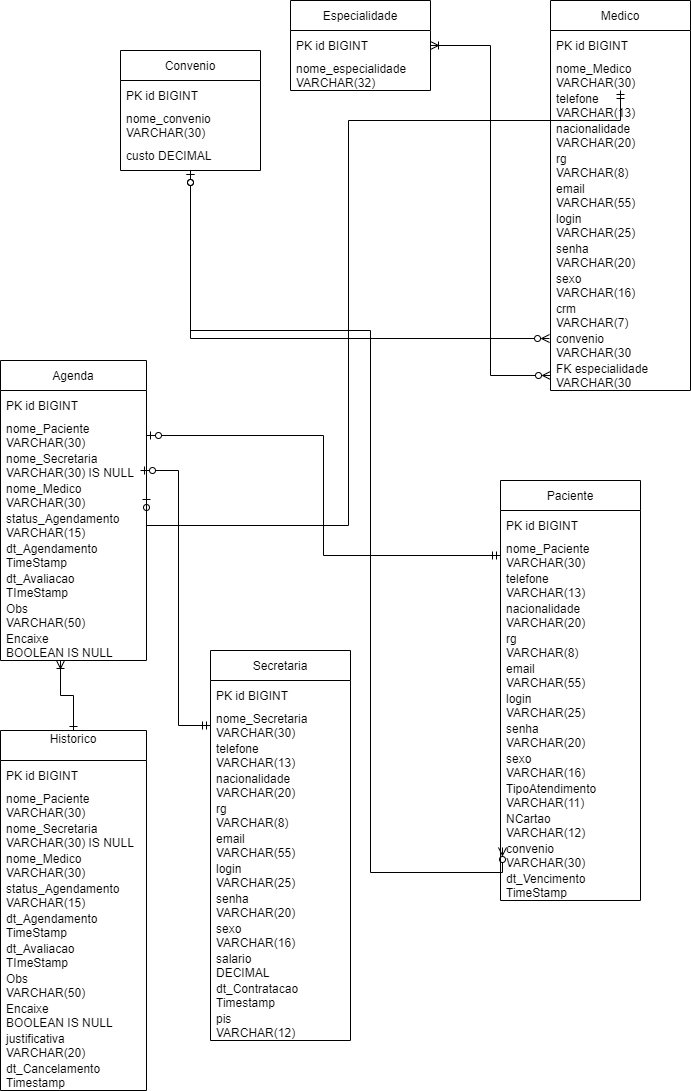 Especialidade
PK id BIGINT
nome_especialidade
VARCHAR(32)
Medico
PK id BIGINT
nome_Medico
VARCHAR(30)
telefone
VARCHAR(13)
nacionalidade
VARCHAR(20)
rg
VARCHAR(8)
email
VARCHAR(55)
login
VARCHAR(25)
senha
VARCHAR(20)
sexo
VARCHAR(16)
crm
VARCHAR(7)
convenio
VARCHAR(30
FK especialidade
VARCHAR(30
Convenio
PK id BIGINT
nome_convenio
VARCHAR(30)
custo DECIMAL
Agenda
PK id BIGINT
nome_Paciente
VARCHAR(30)
nome_Secretaria
VARCHAR(30) IS NULL
nome_Medico
VARCHAR(30)
status_Agendamento
VARCHAR(15)
dt_Agendamento
TimeStamp
dt_Avaliacao
TImeStamp
Obs
VARCHAR(50)
Encaixe
BOOLEAN IS NULL
Paciente
PK id BIGINT
nome_Paciente
VARCHAR(30)
telefone
VARCHAR(13)
nacionalidade
VARCHAR(20)
rg
VARCHAR(8)
email
VARCHAR(55)
login
VARCHAR(25)
senha
VARCHAR(20)
sexo
VARCHAR(16)
TipoAtendimento
VARCHAR(11)
NCartao
VARCHAR(12)
convenio
VARCHAR(30)
dt_Vencimento
TimeStamp
Secretaria
PK id BIGINT
nome_Secretaria
VARCHAR(30)
telefone
VARCHAR(13)
nacionalidade
VARCHAR(20)
rg
VARCHAR(8)
email
VARCHAR(55)
login
VARCHAR(25)
senha
VARCHAR(20)
sexo
VARCHAR(16)
salario
DECIMAL
dt_Contratacao
Timestamp
pis
VARCHAR(12)
Historico
PK id BIGINT
nome_Paciente
VARCHAR(30)
nome_Secretaria
VARCHAR(30) IS NULL
nome_Medico
VARCHAR(30)
status_Agendamento
VARCHAR(15)
dt_Agendamento
TimeStamp
dt_Avaliacao
TImeStamp
Obs
VARCHAR(50)
Encaixe
BOOLEAN IS NULL
justificativa
VARCHAR(20)
dt_Cancelamento
Timestamp